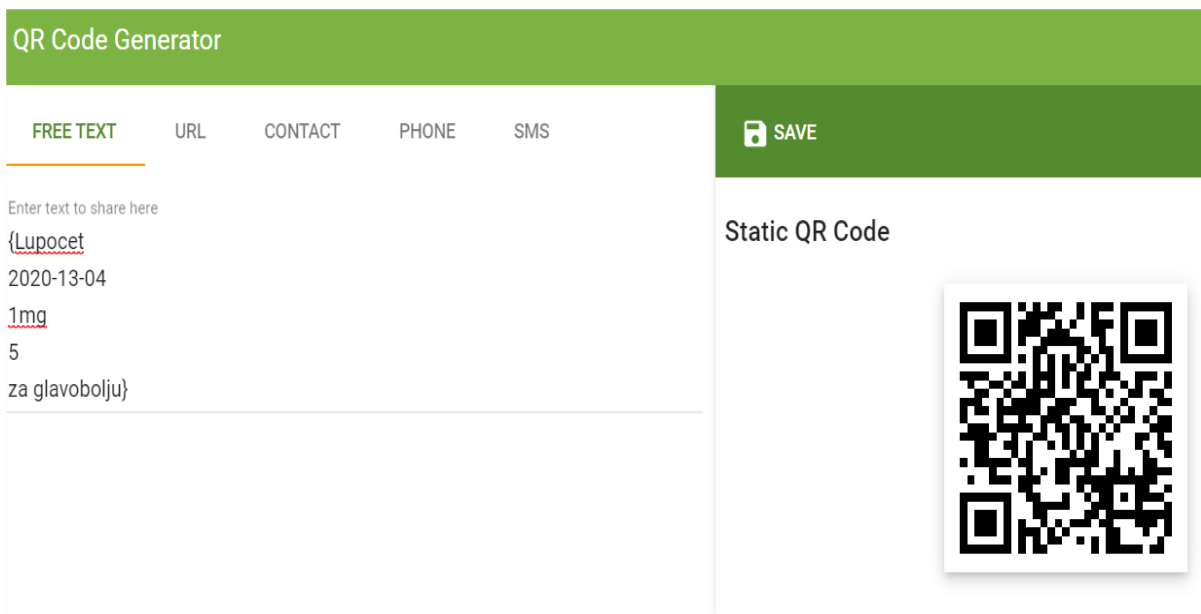 QR Code Generator
FREE TEXT URL CONTACT PHONE SMS
SAVE
Enter text to share here
{Lupocet
2020-13-04
1mg
5
za glavobolju}
Static QR Code